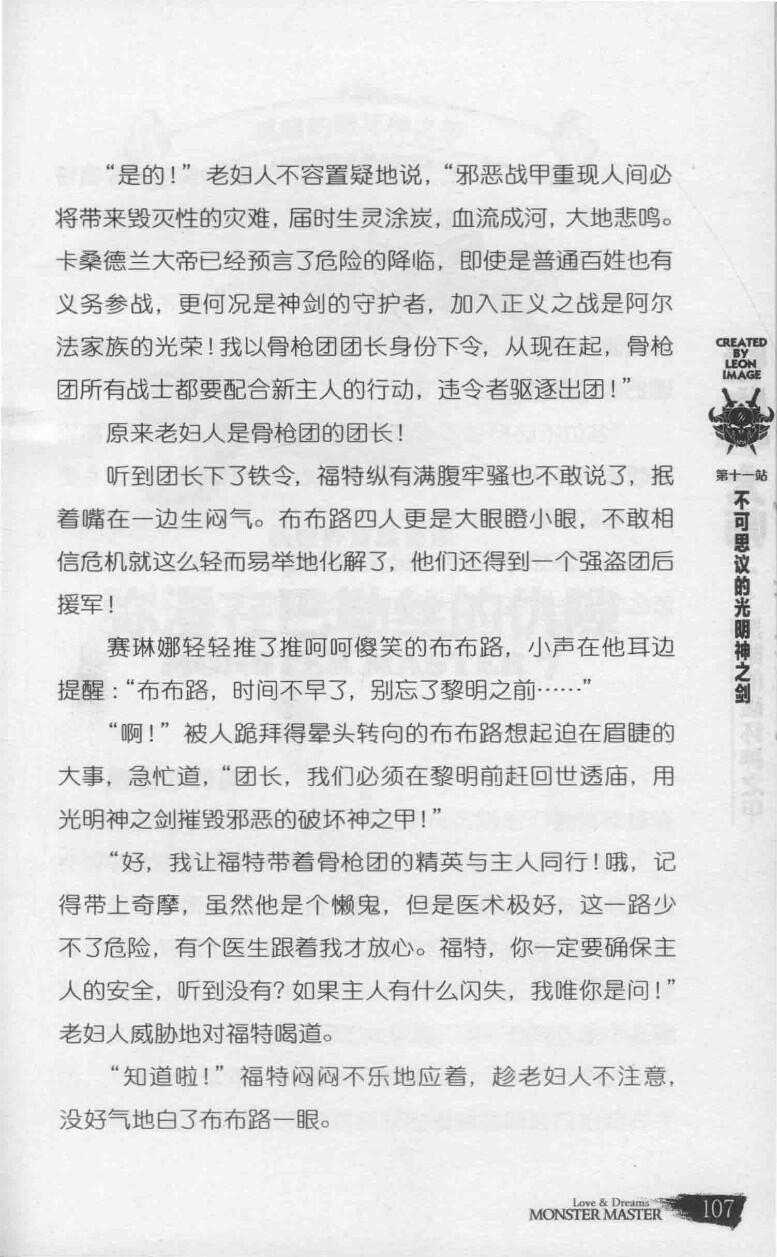 “是的！”老妇人不容置疑地说，“邪恶战甲重现人间必
将带来毁灭性的灾难，届时生灵涂炭，血流成河，大地悲鸣。
卡桑德兰大帝已经预言了危险的降临，即使是普通百姓也有
义务参战，更何况是神剑的守护者，加入正义之战是阿尔
法家族的光荣！我以骨枪团团长身份下令，从现在起，骨枪
团所有战士都要配合新主人的行动，违令者驱逐出团！”
原来老妇人是骨枪团的团长！
听到团长下了铁令，福特纵有满腹牢骚也不敢说了，抿
着嘴在一边生闷气。布布路四人更是大眼瞪小眼，不敢相
信危机就这么轻而易举地化解了，他们还得到一个强盗团后
援军！
赛琳娜轻轻推了推呵呵傻笑的布布路，小声在他耳边
提醒：“布布路，时间不早了，别忘了黎明之前……”
“啊！”被人跪拜得晕头转向的布布路想起迫在眉睫的
大事，急忙道，“团长，我们必须在黎明前赶回世透庙，用
光明神之剑摧毁邪恶的破坏神之甲！”
“好，我让福特带着骨枪团的精英与主人同行！哦，记
得带上奇摩，虽然他是个懒鬼，但是医术极好，这一路少
不了危险，有个医生跟着我才放心。福特，你一定要确保主
人的安全，听到没有？如果主人有什么闪失，我唯你是问！”
老妇人威胁地对福特喝道。
“知道啦！”福特闷闷不乐地应着，趁老妇人不注意，
没好气地白了布布路一眼。
CREATED
BY
LEON
IMAGE
第十一站
不可思议的光明神之剑
Love & Dreams
MONSTER MASTER
107